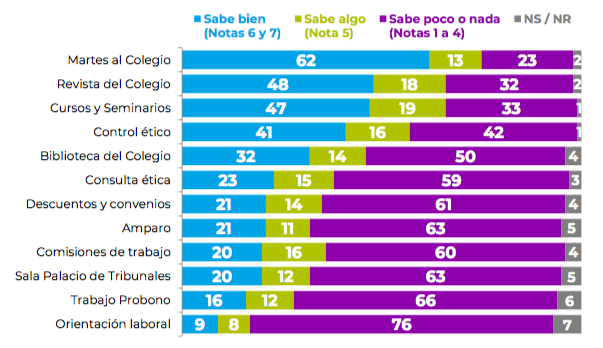 Sabe bien Sabe algo Sabe poco o nada NS / NR
(Notas 6 y 7) (Nota 5) (Notas 1 a 4)
Martes al Colegio 62 13 23 2
Revista del Colegio 48 18 32 2
Cursos y Seminarios 47 19 33 1
Control ético 41 16 42 1
Biblioteca del Colegio 32 14 50 4
Consulta ética 23 15 59 3
Descuentos y convenios 21 14 61 4
Amparo 21 11 63 5
Comisiones de trabajo 20 16 60 4
Sala Palacio de Tribunales 20 12 63 5
Trabajo Probono 16 12 66 6
Orientación laboral 9 8 76 7